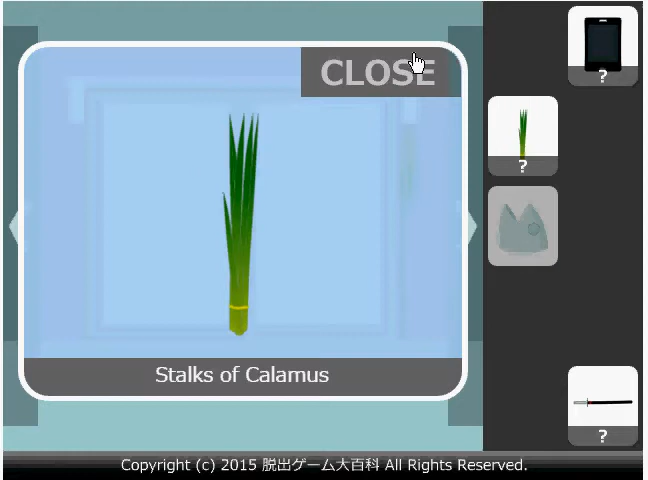 CLOSE
?
?
Stalks of Calamus
?
Copyright (c) 2015 脱出ゲーム大百科 All Rights Reserved.